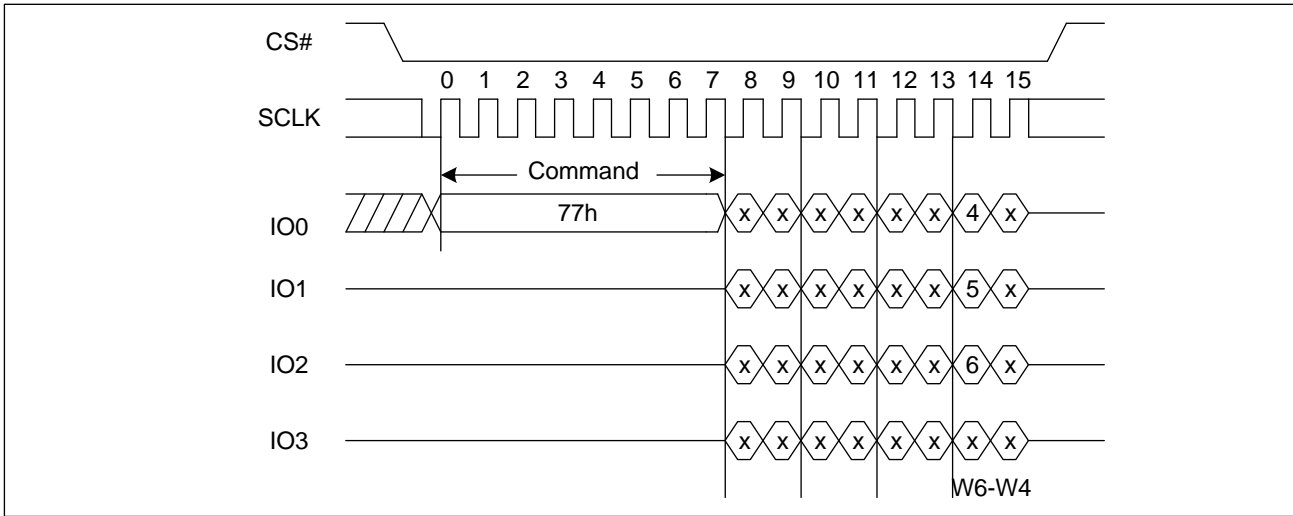 CS#
0 1 2 3 4 5 6 7 8 9 10 11 12 13 14 15
SCLK
Command
IO0 77h x x x x x x 4 x
IO1 x x x x x x 5 x
IO2 x x x x x x 6 x
IO3 x x x x x x x x
W6-W4